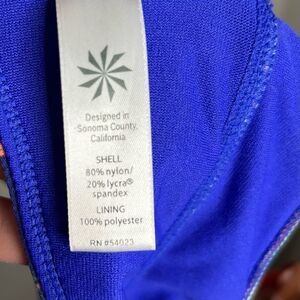 Designed in
Sonoma County,
California
SHELL
80% nylon/
20% lycra®
spandex
LINING
100% polyester
RN #54023